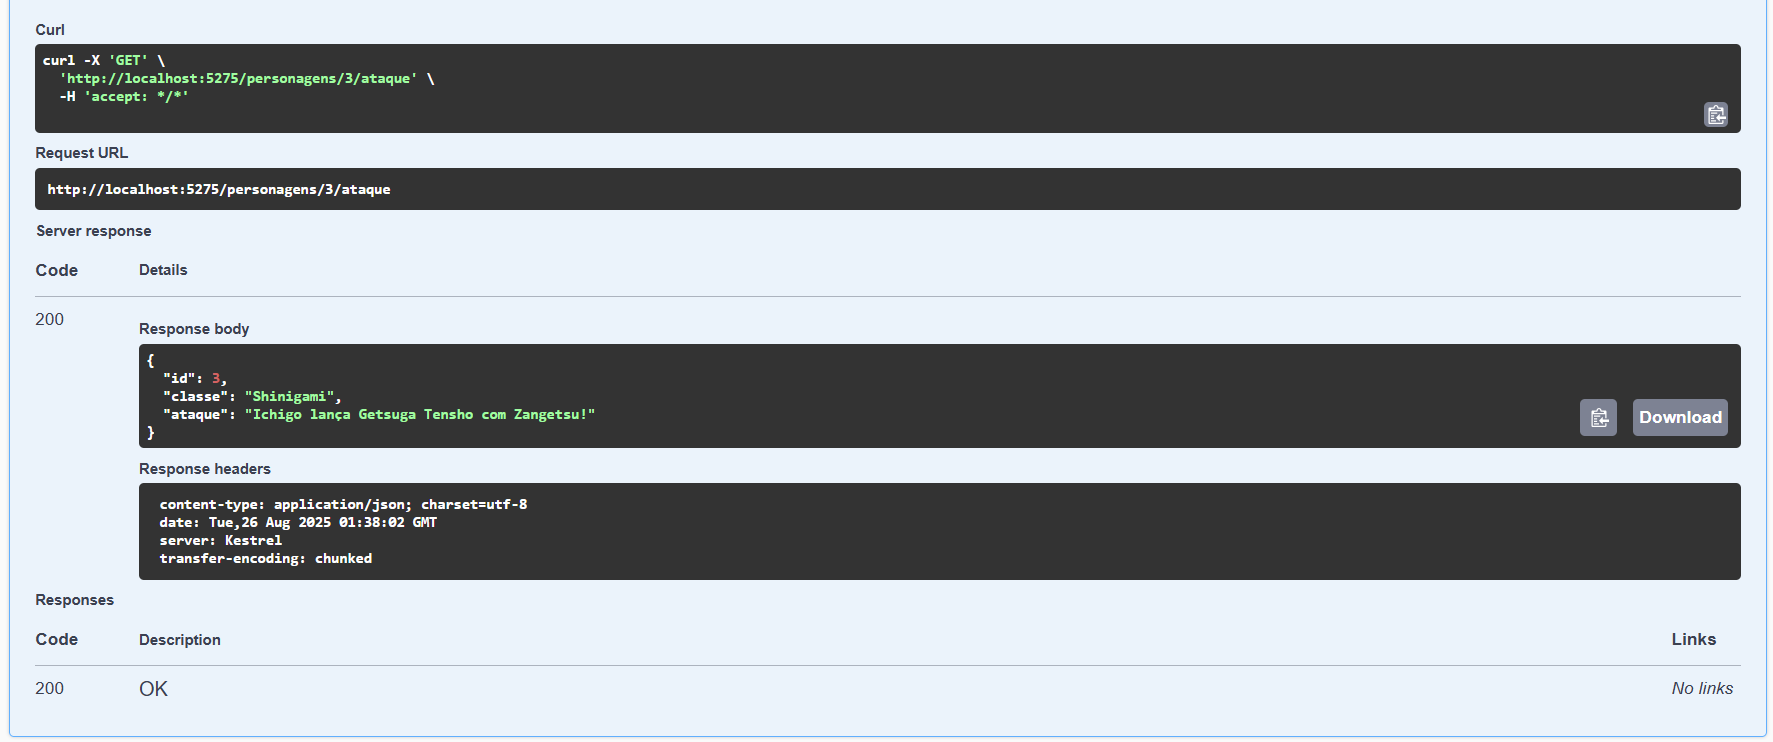 Curl
curl -X 'GET' \
'http://localhost:5275/personagens/3/ataque' \
-H 'accept: */*'
Request URL
http://localhost:5275/personagens/3/ataque
Server response
Code Details
200
Response body
{
"id": 3,
"classe": "Shinigami",
"ataque": "Ichigo lança Getsuga Tensho com Zangetsu!"
}
Download
Response headers
content-type: application/json; charset=utf-8
date: Tue,26 Aug 2025 01:38:02 GMT
server: Kestrel
transfer-encoding: chunked
Responses
Code Description Links
200 OK No links